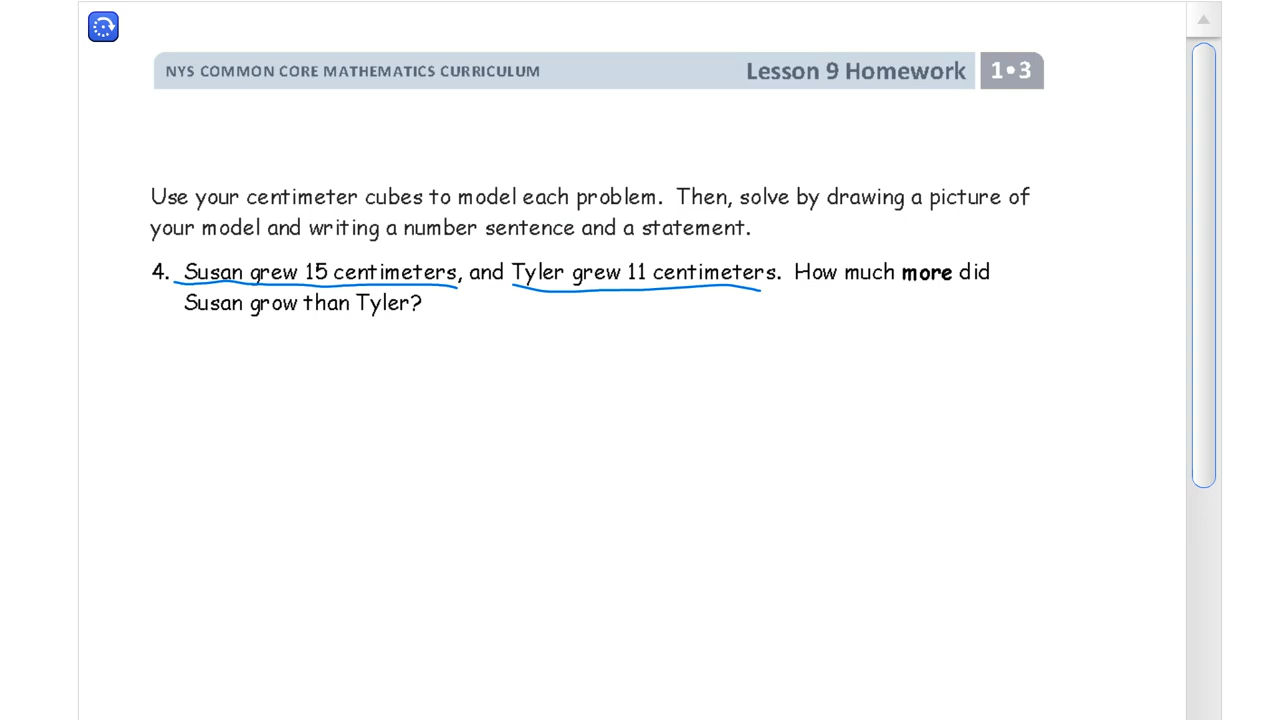 NYS COMMON CORE MATHEMATICS CURRICULUM Lesson 9 Homework 1•3
Use your centimeter cubes to model each problem. Then, solve by drawing a picture of
your model and writing a number sentence and a statement.
4. Susan grew 15 centimeters, and Tyler grew 11 centimeters. How much more did
Susan grow than Tyler?